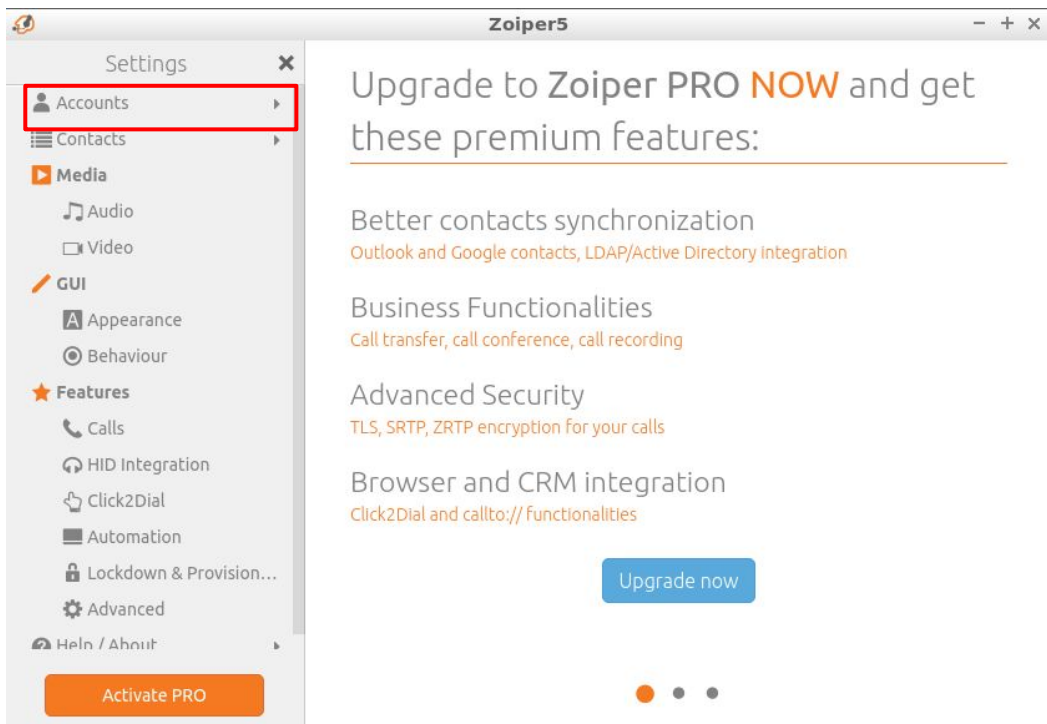 Zoiper5
Settings
Accounts
Contacts
Media
Audio
Video
GUI
A Appearance
Behaviour
Features
Calls
HID Integration
Click2Dial
Automation
Lockdown & Provision...
Advanced
Help / About
Activate PRO
Upgrade to Zoiper PRO NOW and get
these premium features:
Better contacts synchronization
Outlook and Google contacts, LDAP/Active Directory integration
Business Functionalities
Call transfer, call conference, call recording
Advanced Security
TLS, SRTP, ZRTP encryption for your calls
Browser and CRM integration
Click2Dial and callto:// functionalities
Upgrade now